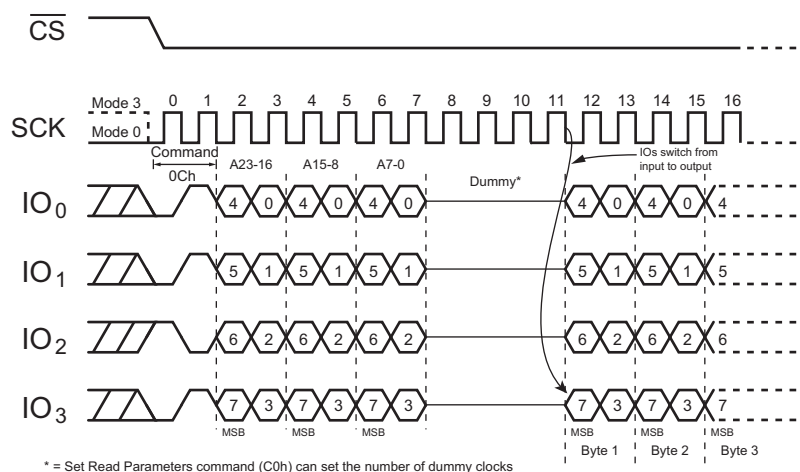 CS
Mode 3
0 1 2 3 4 5 6 7 8 9 10 11 12 13 14 15 16
SCK
Mode 0
Command
A23-16 A15-8 A7-0
IOs switch from
input to output
0Ch
Dummy*
IO0 4 0 4 0 4 0 4 0 4 0 4
IO1 5 1 5 1 5 1 5 1 5 1 5
IO2 6 2 6 2 6 2 6 2 6 2 6
IO3 7 3 7 3 7 3 7 3 7 3 7
MSB MSB MSB MSB MSB MSB
Byte 1 Byte 2 Byte 3
* = Set Read Parameters command (C0h) can set the number of dummy clocks